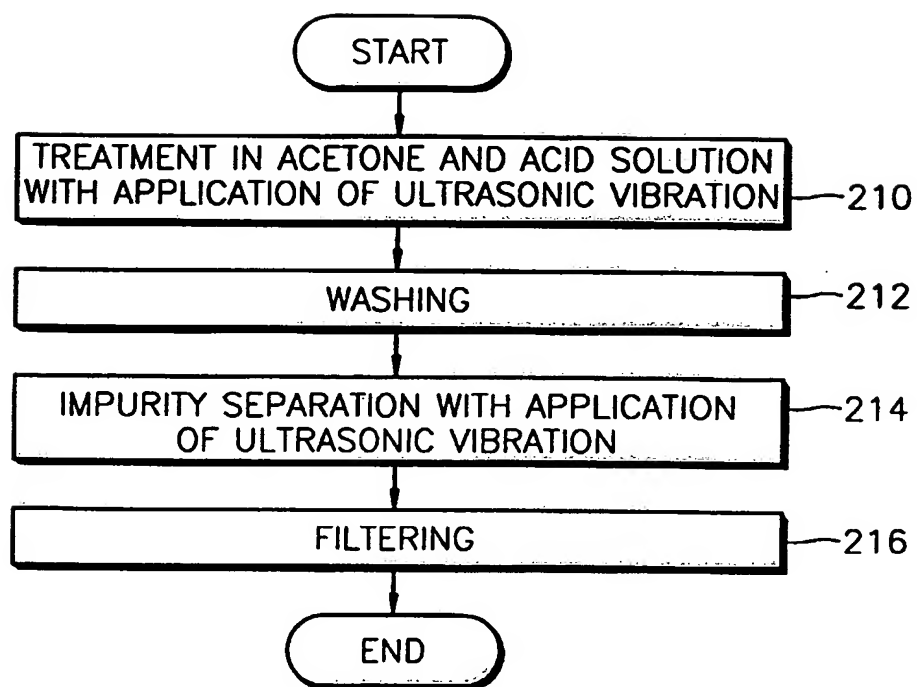 START
TREATMENT IN ACETONE AND ACID SOLUTION
WITH APPLICATION OF ULTRASONIC VIBRATION
210
WASHING
212
IMPURITY SEPARATION WITH APPLICATION
OF ULTRASONIC VIBRATION
214
FILTERING
216
END